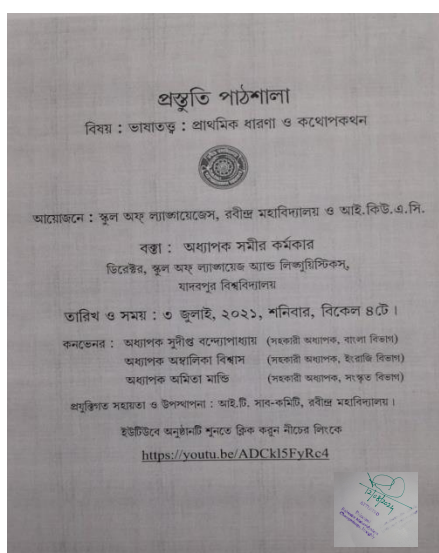 প্রস্তুতি পাঠশালা
বিষয় : ভাষাতত্ত্ব : প্রাথমিক ধারণা ও কথোপকথন
আয়োজনে : স্কুল অফ্ ল্যাঙ্গুয়েজেস, রবীন্দ্র মহাবিদ্যালয় ও আই.কিউ.এ.সি.
বক্তা : অধ্যাপক সমীর কর্মকার
ডিরেক্টর, স্কুল অফ্ ল্যাঙ্গুয়েজ অ্যান্ড লিঙ্গুয়িস্টিকস্,
যাদবপুর বিশ্ববিদ্যালয়
তারিখ ও সময় : ৩ জুলাই, ২০২১, শনিবার, বিকেল ৪টে ।
কনভেনর : অধ্যাপক সুদীপ্ত বন্দ্যোপাধ্যায় (সহকারী অধ্যাপক, বাংলা বিভাগ)
অধ্যাপক অম্বালিকা বিশ্বাস (সহকারী অধ্যাপক, ইংরাজি বিভাগ)
অধ্যাপক অমিতা মান্ডি (সহকারী অধ্যাপক, সংস্কৃত বিভাগ)
প্রযুক্তিগত সহায়তা ও উপস্থাপনা : আই.টি. সাব-কমিটি, রবীন্দ্র মহাবিদ্যালয় ।
ইউটিউবে অনুষ্ঠানটি শুনতে ক্লিক করুন নীচের লিংকে
https://youtu.be/ADCkl5FyRc4